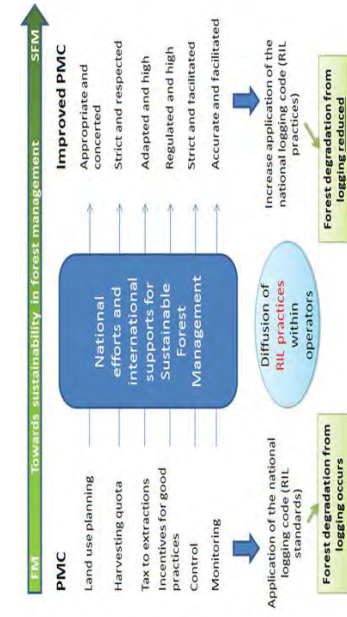 FM
Towards sustainability in forest management
SFM
PMC
Land use planning
Harvesting quota
Tax to extractions
Incentives for good
practices
Control
Monitoring
National
efforts and
international
supports for
Sustainable
Forest
Management
Improved PMC
Appropriate and
concerted
Strict and respected
Adapted and high
Regulated and high
Strict and facilitated
Accurate and facilitated
Application of the national
logging code (RIL
standards)
Forest degradation from
logging occurs
Diffusion of
RIL practices
within
operators
Increase application of the
national logging code (RIL
practices)
Forest degradation from
logging reduced